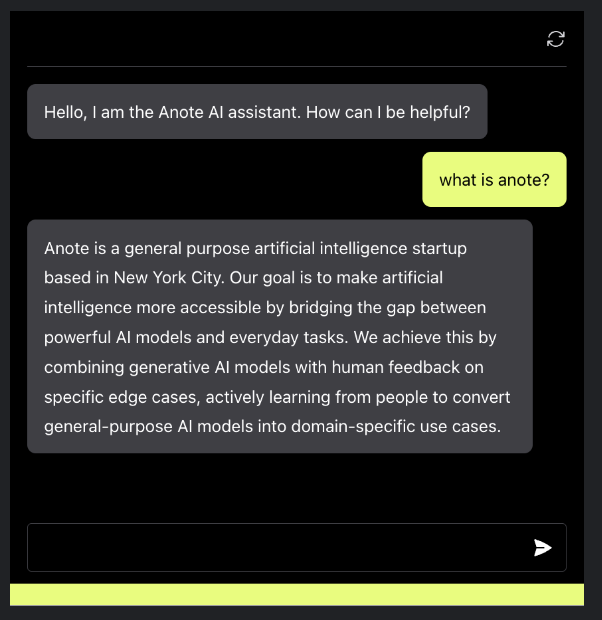 Hello, I am the Anote AI assistant. How can I be helpful?
what is anote?
Anote is a general purpose artificial intelligence startup
based in New York City. Our goal is to make artificial
intelligence more accessible by bridging the gap between
powerful AI models and everyday tasks. We achieve this by
combining generative AI models with human feedback on
specific edge cases, actively learning from people to convert
general-purpose AI models into domain-specific use cases.